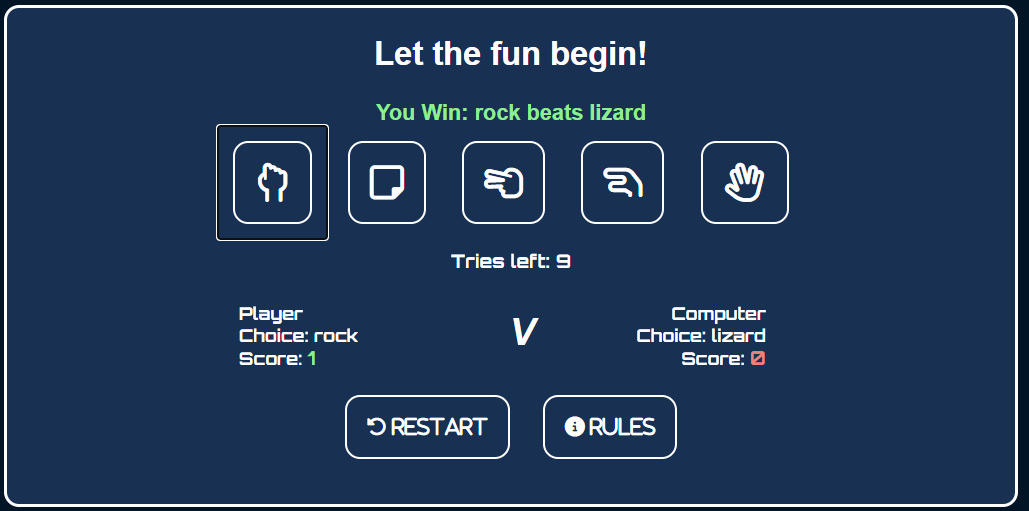 Let the fun begin!
You Win: rock beats lizard
Tries left: 9
Player
Choice: rock
Score: 1
V
Computer
Choice: lizard
Score: 0
RESTART
RULES